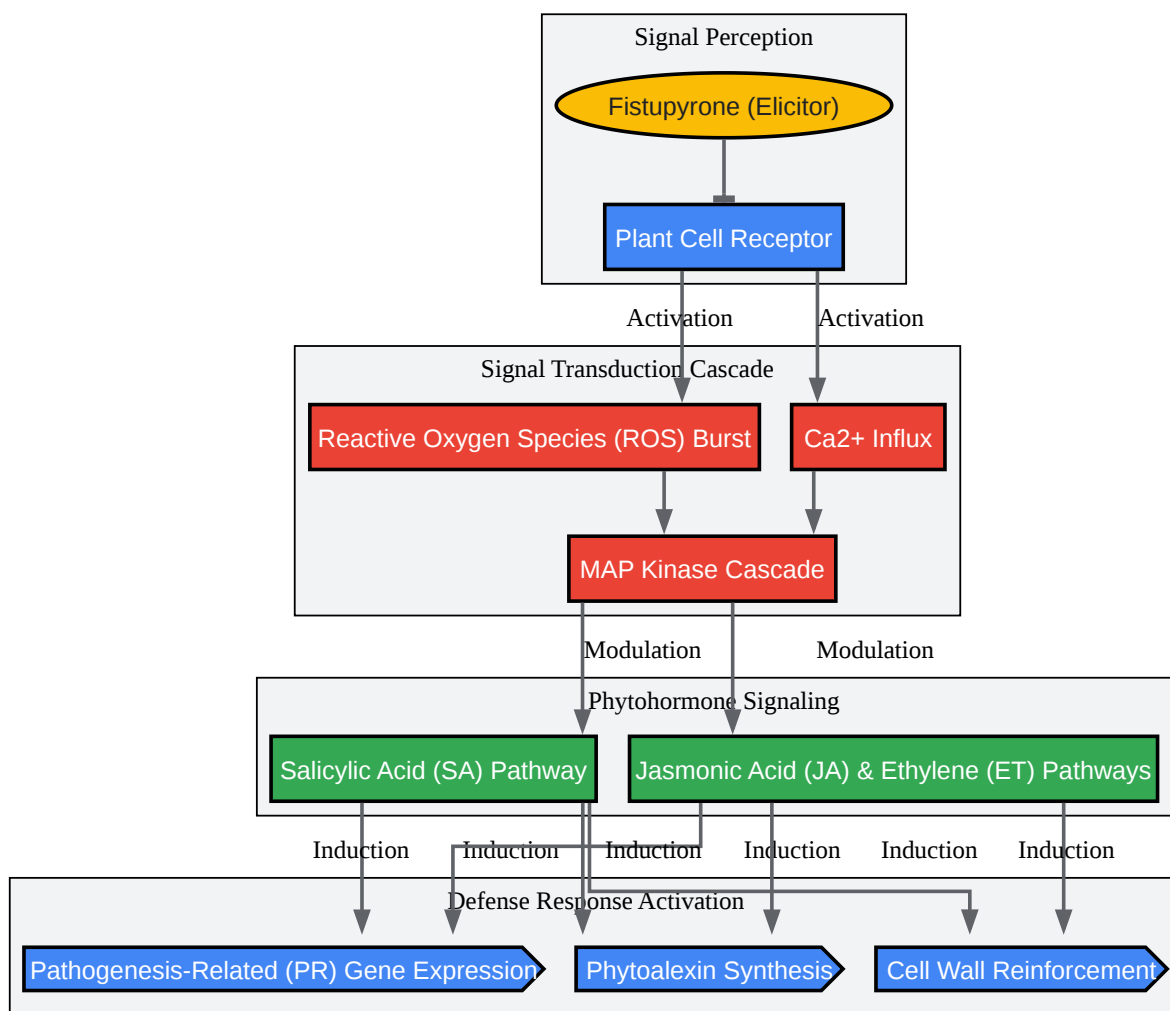 Signal Perception
Fistupyrone (Elicitor)
Plant Cell Receptor
Activation
Activation
Signal Transduction Cascade
Reactive Oxygen Species (ROS) Burst
Ca2+ Influx
MAP Kinase Cascade
Modulation
Modulation
Phytohormone Signaling
Salicylic Acid (SA) Pathway
Jasmonic Acid (JA) & Ethylene (ET) Pathways
Induction
Induction
Induction
Induction
Induction
Induction
Defense Response Activation
Pathogenesis-Related (PR) Gene Expression
Phytoalexin Synthesis
Cell Wall Reinforcement